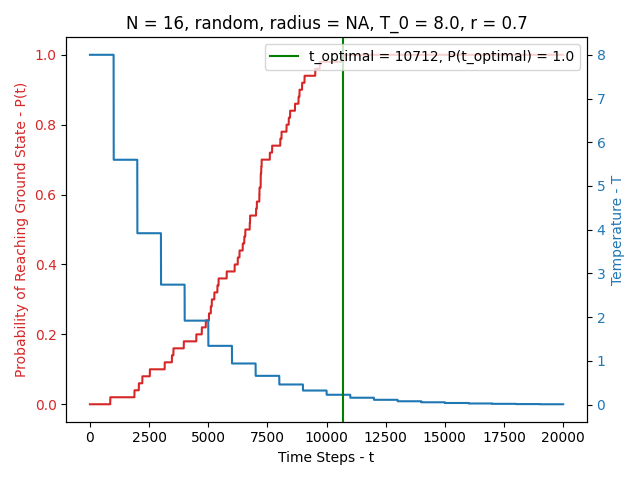 N = 16, random, radius = NA, T_0 = 8.0, r = 0.7
t_optimal = 10712, P(t_optimal) = 1.0
Probability of Reaching Ground State - P(t)
1.0
0.8
0.6
0.4
0.2
0.0
8
7
6
5
4
3
2
1
0
Temperature - T
0 2500 5000 7500 10000 12500 15000 17500 20000
Time Steps - t